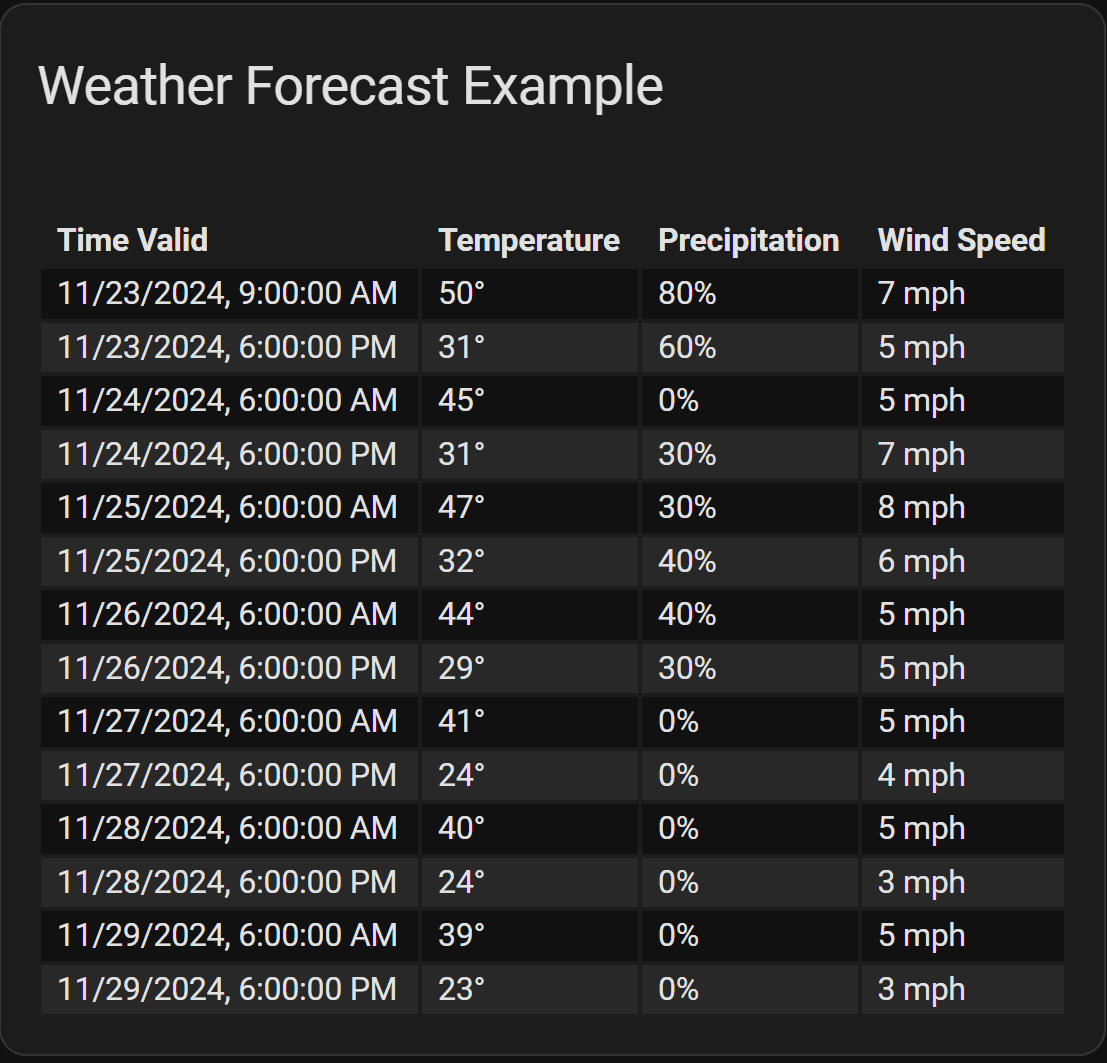 Weather Forecast Example
Time Valid Temperature Precipitation Wind Speed
11/23/2024, 9:00:00 AM 50° 80% 7 mph
11/23/2024, 6:00:00 PM 31° 60% 5 mph
11/24/2024, 6:00:00 AM 45° 0% 5 mph
11/24/2024, 6:00:00 PM 31° 30% 7 mph
11/25/2024, 6:00:00 AM 47° 30% 8 mph
11/25/2024, 6:00:00 PM 32° 40% 6 mph
11/26/2024, 6:00:00 AM 44° 40% 5 mph
11/26/2024, 6:00:00 PM 29° 30% 5 mph
11/27/2024, 6:00:00 AM 41° 0% 5 mph
11/27/2024, 6:00:00 PM 24° 0% 4 mph
11/28/2024, 6:00:00 AM 40° 0% 5 mph
11/28/2024, 6:00:00 PM 24° 0% 3 mph
11/29/2024, 6:00:00 AM 39° 0% 5 mph
11/29/2024, 6:00:00 PM 23° 0% 3 mph